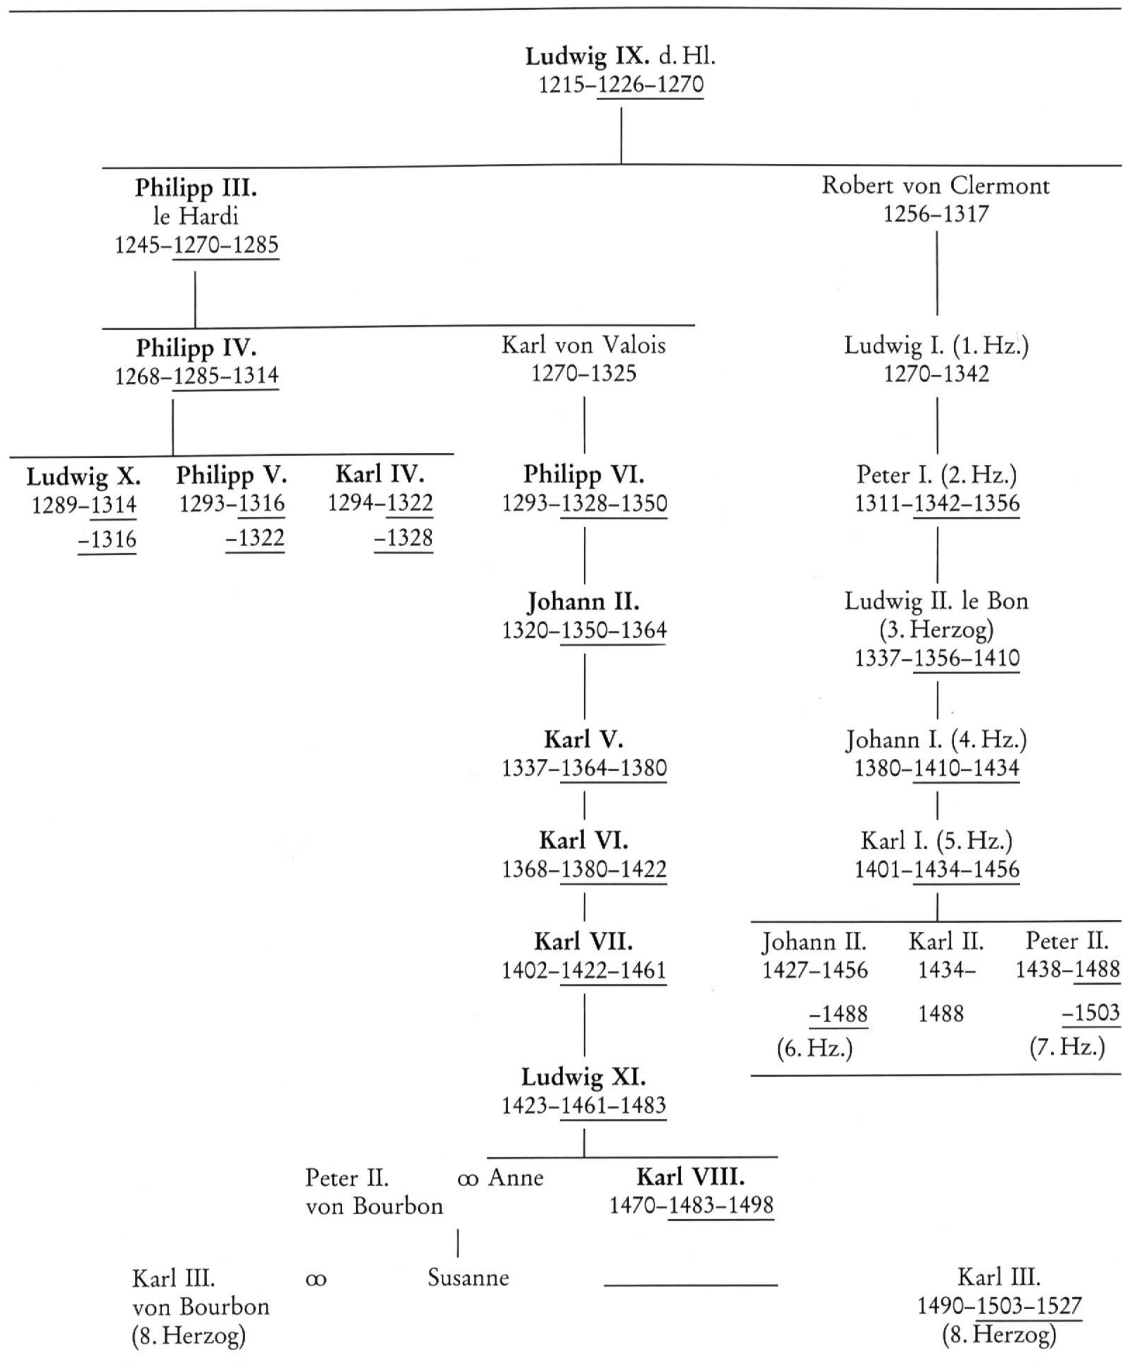 Ludwig IX. d. Hl.
1215–1226–1270
Philipp III.
le Hardi
1245–1270–1285
Robert von Clermont
1256–1317
Philipp IV.
1268–1285–1314
Karl von Valois
1270–1325
Ludwig I. (1. Hz.)
1270–1342
Ludwig X.
1289–1314
–1316
Philipp V.
1293–1316
–1322
Karl IV.
1294–1322
–1328
Philipp VI.
1293–1328–1350
Peter I. (2. Hz.)
1311–1342–1356
Johann II.
1320–1350–1364
Ludwig II. le Bon
(3. Herzog)
1337–1356–1410
Karl V.
1337–1364–1380
Johann I. (4. Hz.)
1380–1410–1434
Karl VI.
1368–1380–1422
Karl I. (5. Hz.)
1401–1434–1456
Karl VII.
1402–1422–1461
Johann II.
1427–1456
–1488
(6. Hz.)
Karl II.
1434–
1488
Peter II.
1438–1488
–1503
(7. Hz.)
Ludwig XI.
1423–1461–1483
Peter II.
von Bourbon
∞ Anne
Karl VIII.
1470–1483–1498
Karl III.
von Bourbon
(8. Herzog)
∞
Susanne
Karl III.
1490–1503–1527
(8. Herzog)